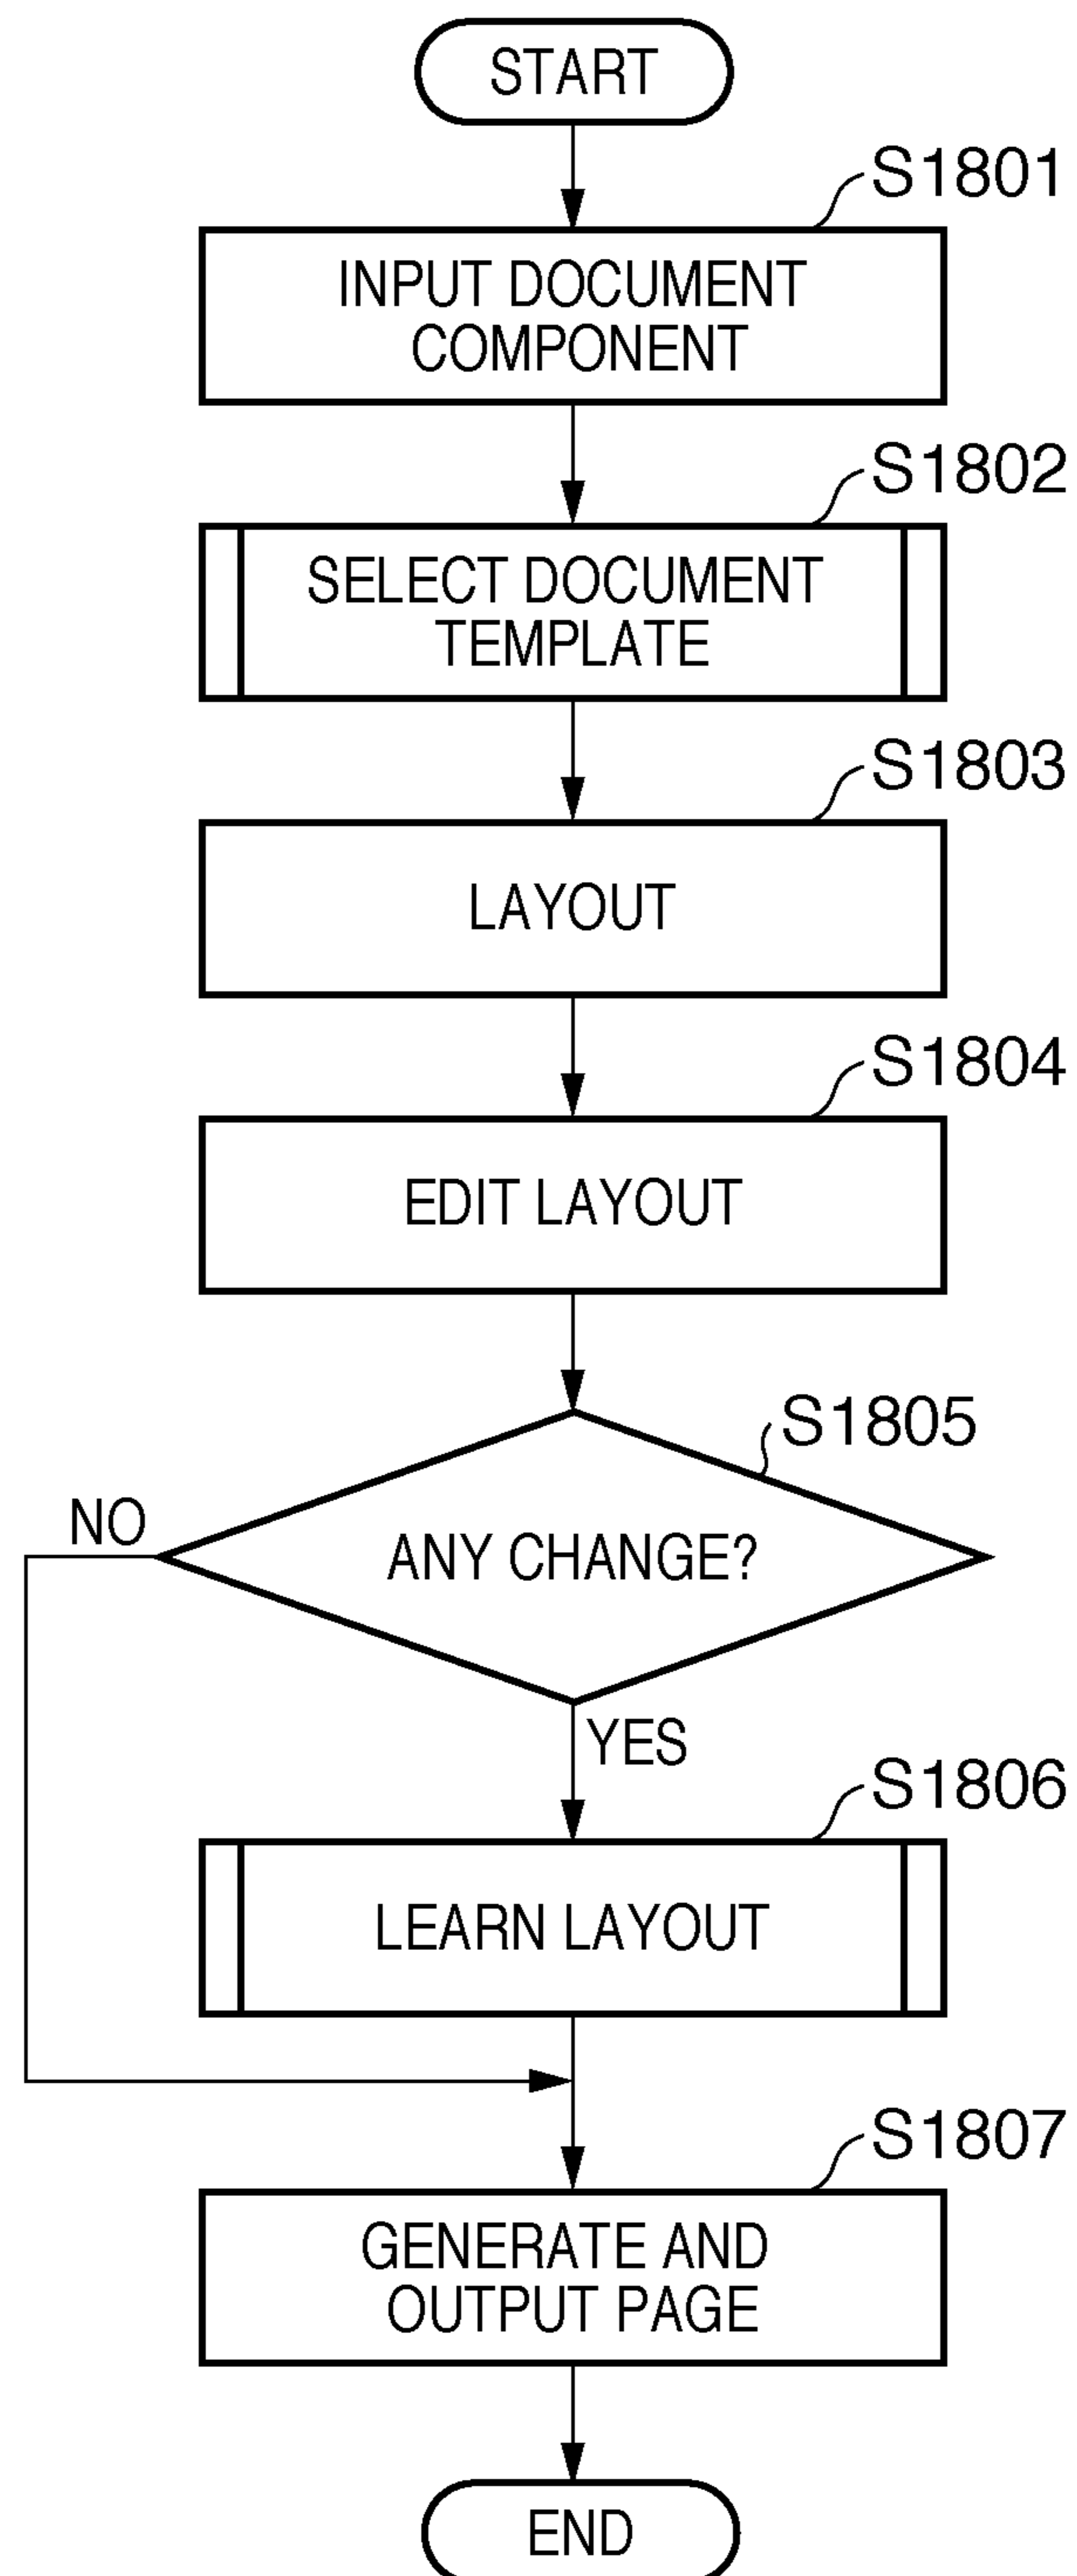 START
S1801
INPUT DOCUMENT
COMPONENT
S1802
SELECT DOCUMENT
TEMPLATE
S1803
LAYOUT
S1804
EDIT LAYOUT
S1805
NO
ANY CHANGE?
YES
S1806
LEARN LAYOUT
S1807
GENERATE AND
OUTPUT PAGE
END